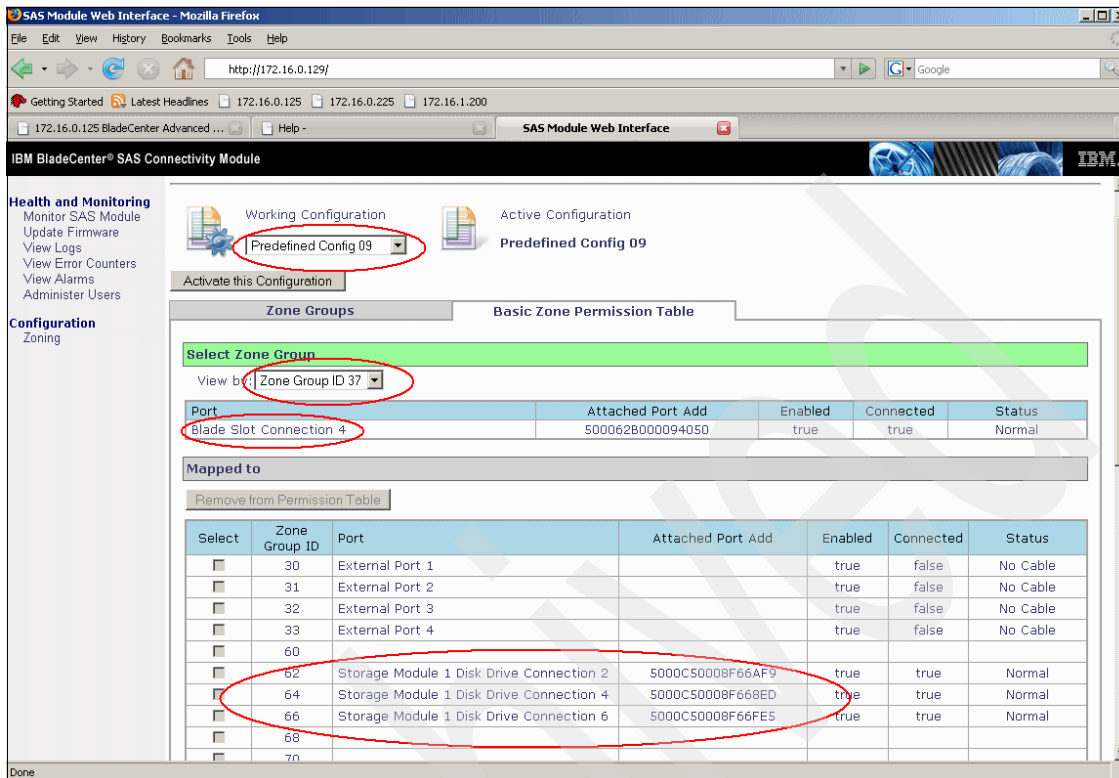 SAS Module Web Interface - Mozilla Firefox
File Edit View History Bookmarks Tools Help
http://172.16.0.129/
G Google
Getting Started Latest Headlines 172.16.0.125 172.16.0.225 172.16.1.200
172.16.0.125 BladeCenter Advanced ... Help - SAS Module Web Interface
IBM BladeCenter® SAS Connectivity Module IBM.
Health and Monitoring
Monitor SAS Module
Update Firmware
View Logs
View Error Counters
View Alarms
Administer Users
Configuration
Zoning
Working Configuration
Predefined Config 09
Active Configuration
Predefined Config 09
Activate this Configuration
Zone Groups Basic Zone Permission Table
Select Zone Group
View by: Zone Group ID 37
Port Attached Port Add Enabled Connected Status
Blade Slot Connection 4 500062B000094050 true true Normal
Mapped to
Remove from Permission Table
Select Zone Group ID Port Attached Port Add Enabled Connected Status
30 External Port 1 true false No Cable
31 External Port 2 true false No Cable
32 External Port 3 true false No Cable
33 External Port 4 true false No Cable
60
62 Storage Module 1 Disk Drive Connection 2 5000C50008F66AF9 true true Normal
64 Storage Module 1 Disk Drive Connection 4 5000C50008F668ED true true Normal
66 Storage Module 1 Disk Drive Connection 6 5000C50008F66FE5 true true Normal
68
70
Done